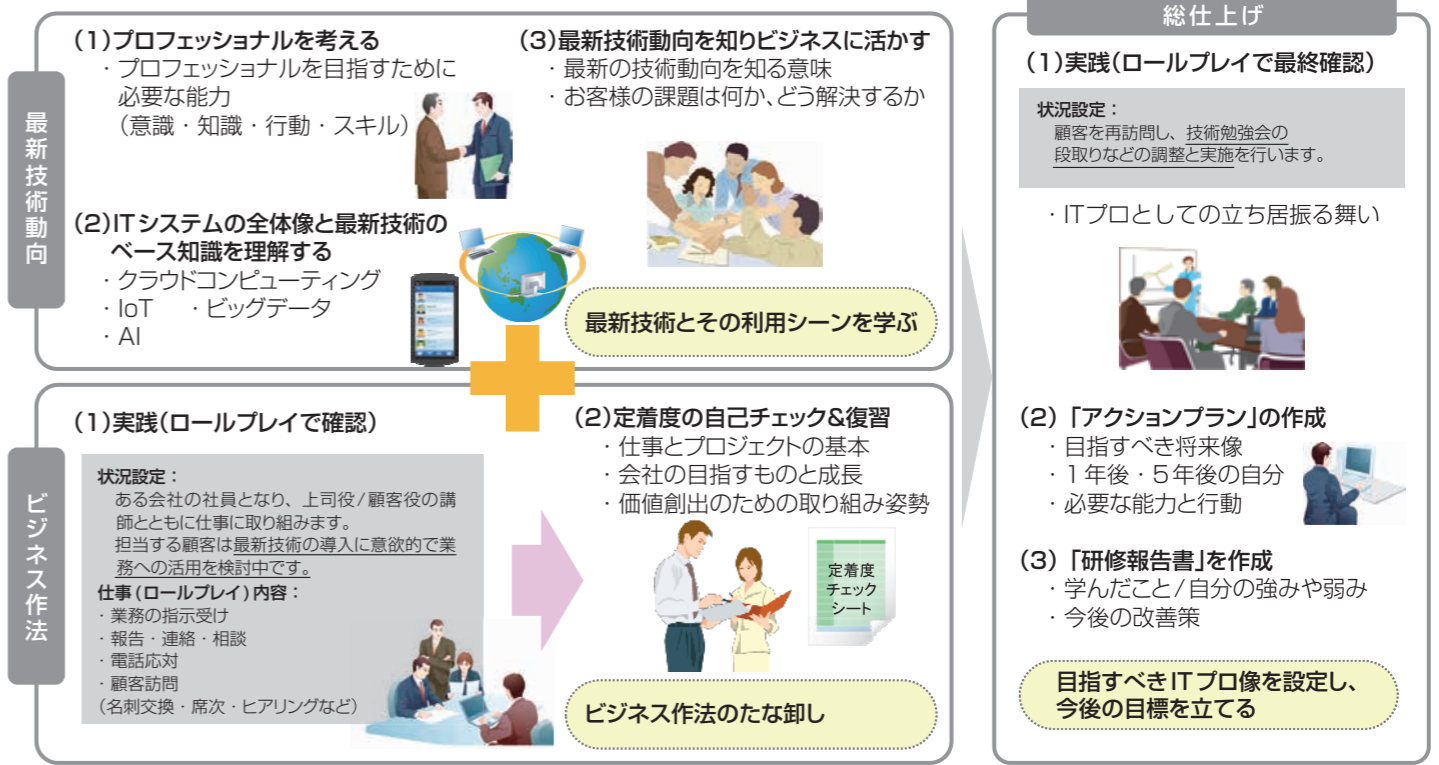 最新技術動向
(1)プロフェッショナルを考える
・プロフェッショナルを目指すために
必要な能力
(意識・知識・行動・スキル)
(2)ITシステムの全体像と最新技術の
ベース知識を理解する
・クラウドコンピューティング
・IoT ・ビッグデータ
・AI
(3)最新技術動向を知りビジネスに活かす
・最新の技術動向を知る意味
・お客様の課題は何か、どう解決するか
最新技術とその利用シーンを学ぶ
ビジネス作法
(1)実践(ロールプレイで確認)
状況設定：
ある会社の社員となり、上司役/顧客役の講
師とともに仕事に取り組みます。
担当する顧客は最新技術の導入に意欲的で業
務への活用を検討中です。
仕事(ロールプレイ)内容：
・業務の指示受け
・報告・連絡・相談
・電話応対
・顧客訪問
(名刺交換・席次・ヒアリングなど)
(2)定着度の自己チェック&復習
・仕事とプロジェクトの基本
・会社の目指すものと成長
・価値創出のための取り組み姿勢
定着度
チェック
シート
ビジネス作法のたな卸し
総仕上げ
(1)実践(ロールプレイで最終確認)
状況設定：
顧客を再訪問し、技術勉強会の
段取りなどの調整と実施を行います。
・ITプロとしての立ち居振る舞い
(2)「アクションプラン」の作成
・目指すべき将来像
・1年後・5年後の自分
・必要な能力と行動
(3)「研修報告書」を作成
・学んだこと/自分の強みや弱み
・今後の改善策
目指すべきITプロ像を設定し、
今後の目標を立てる